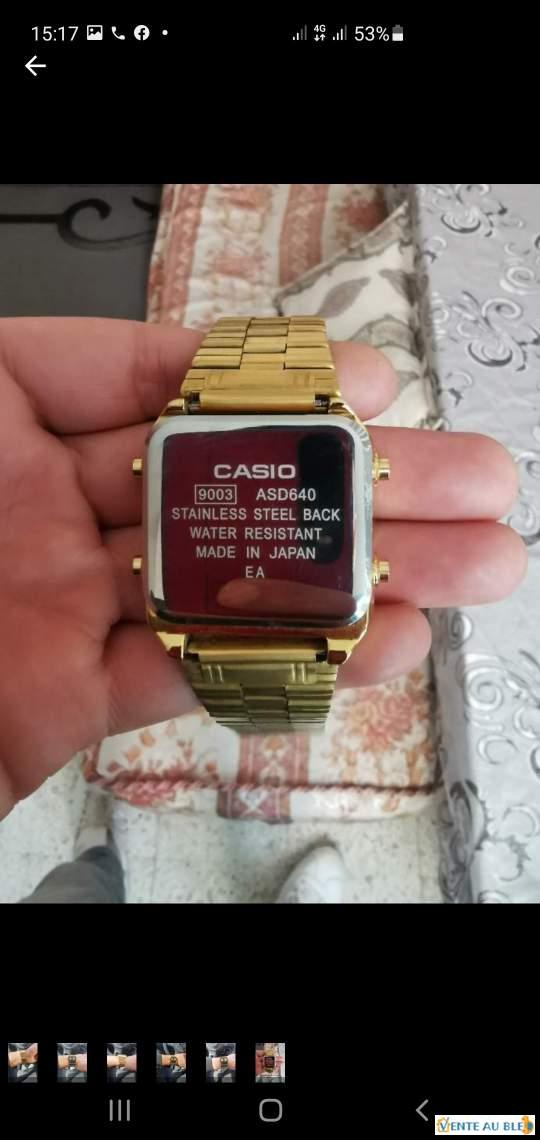 15:17 4G 53%
CASIO
9003 ASD640
STAINLESS STEEL BACK
WATER RESISTANT
MADE IN JAPAN
EA
VENTE AU BLED